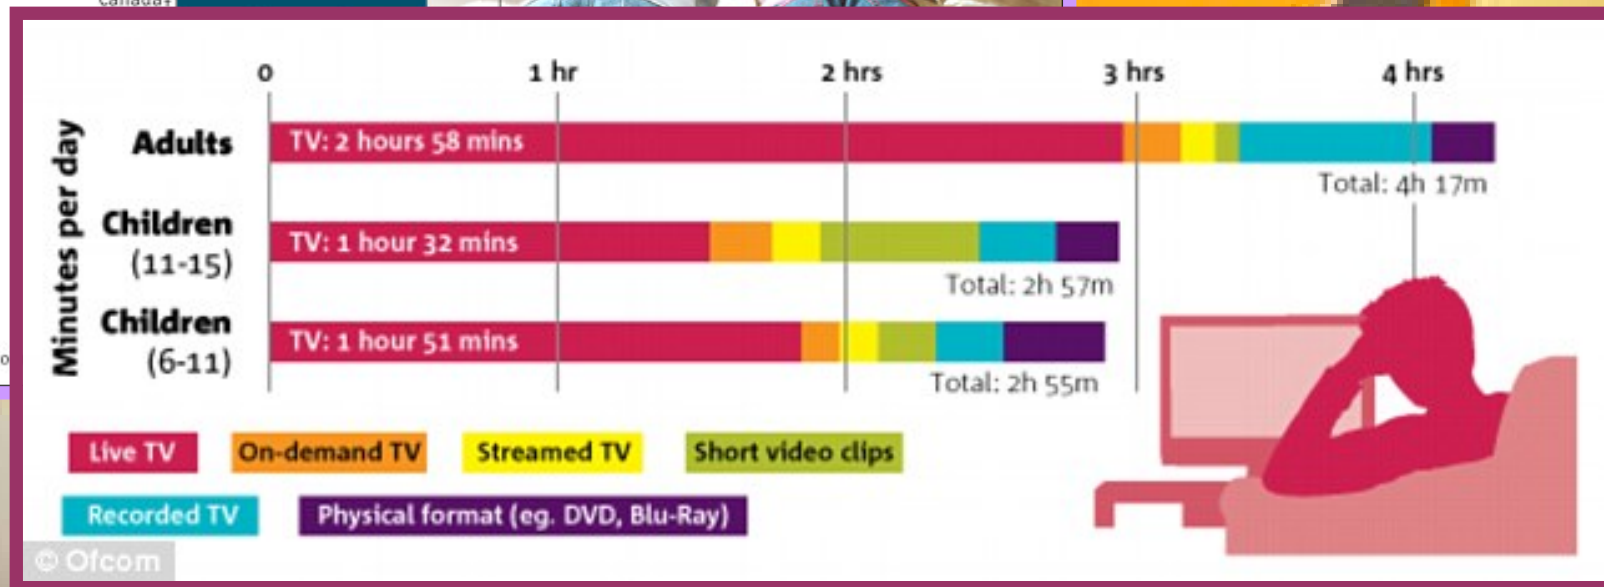 Canada?
0 1 hr 2 hrs 3 hrs 4 hrs
Minutes per day
Adults
TV: 2 hours 58 mins
Total: 4h 17m
Children
(11-15)
TV: 1 hour 32 mins
Total: 2h 57m
Children
(6-11)
TV: 1 hour 51 mins
Total: 2h 55m
Live TV On-demand TV Streamed TV Short video clips
Recorded TV Physical format (eg. DVD, Blu-Ray)
© Ofcom